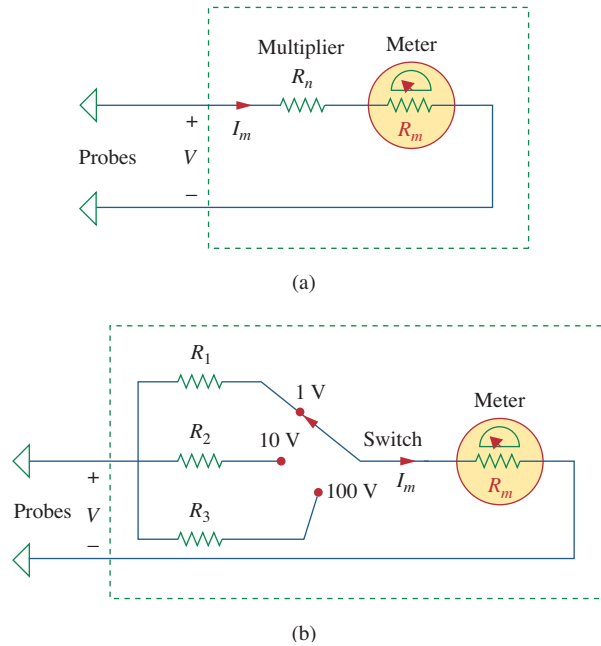 Multiplier Meter
R_n
+
I_m R_m
Probes V
−
(a)
R_1
1 V Meter
R_2 10 V Switch
+
I_m R_m
100 V
Probes V R_3
−
(b)